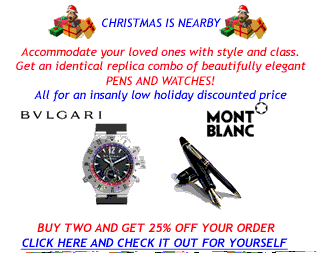 CHRISTMAS IS NEARBY
Accommodate your loved ones with style and class.
Get an identical replica combo of beautifully elegant
PENS AND WATCHES!
All for an insanly low holiday discounted price
BVLGARI
MONT
BLANC
BUY TWO AND GET 25% OFF YOUR ORDER
CLICK HERE AND CHECK IT OUT FOR YOURSELF